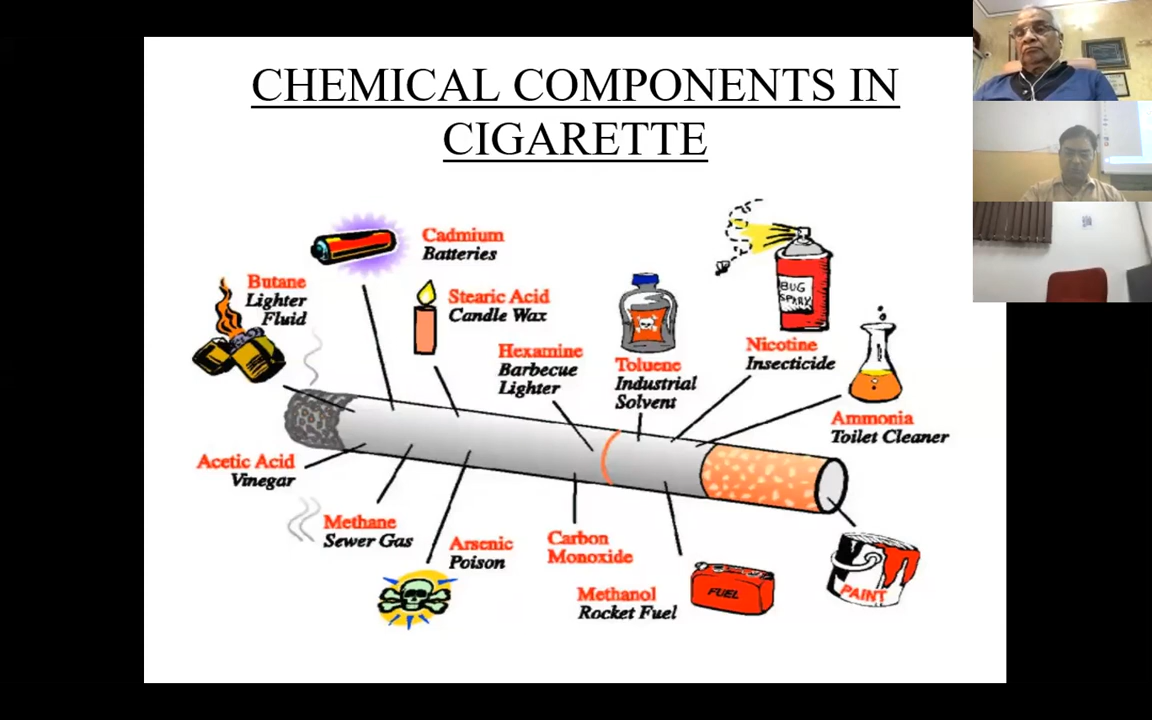 CHEMICAL COMPONENTS IN
CIGARETTE
Cadmium
Batteries
Butane
Lighter
Fluid
Stearic Acid
Candle Wax
Hexamine
Barbecue
Lighter
Toluene
Industrial
Solvent
BUG
SPRAY
Nicotine
Insecticide
Ammonia
Toilet Cleaner
Acetic Acid
Vinegar
Methane
Sewer Gas
Arsenic
Poison
Carbon
Monoxide
Methanol
Rocket Fuel
FUEL
PAINT